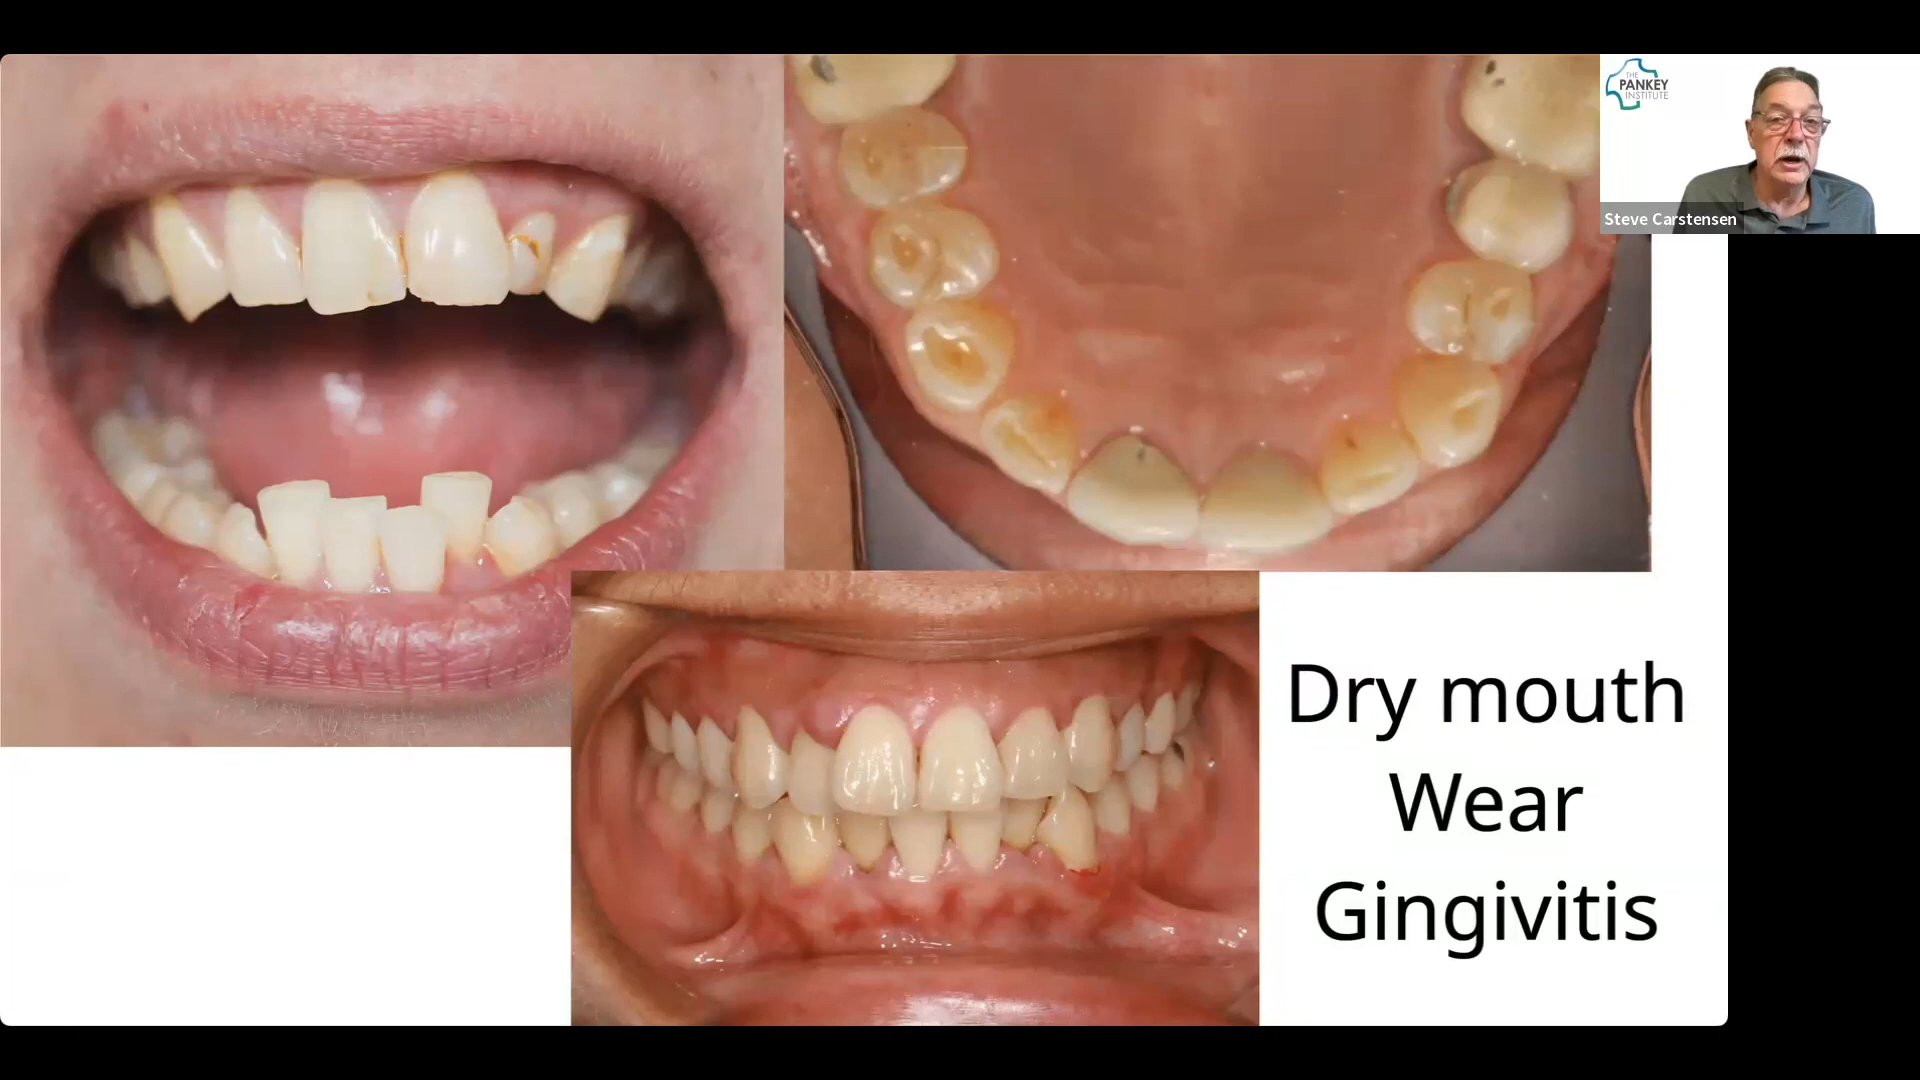 THE
PANKEY
INSTITUTE
Steve Carstensen
Dry mouth
Wear
Gingivitis